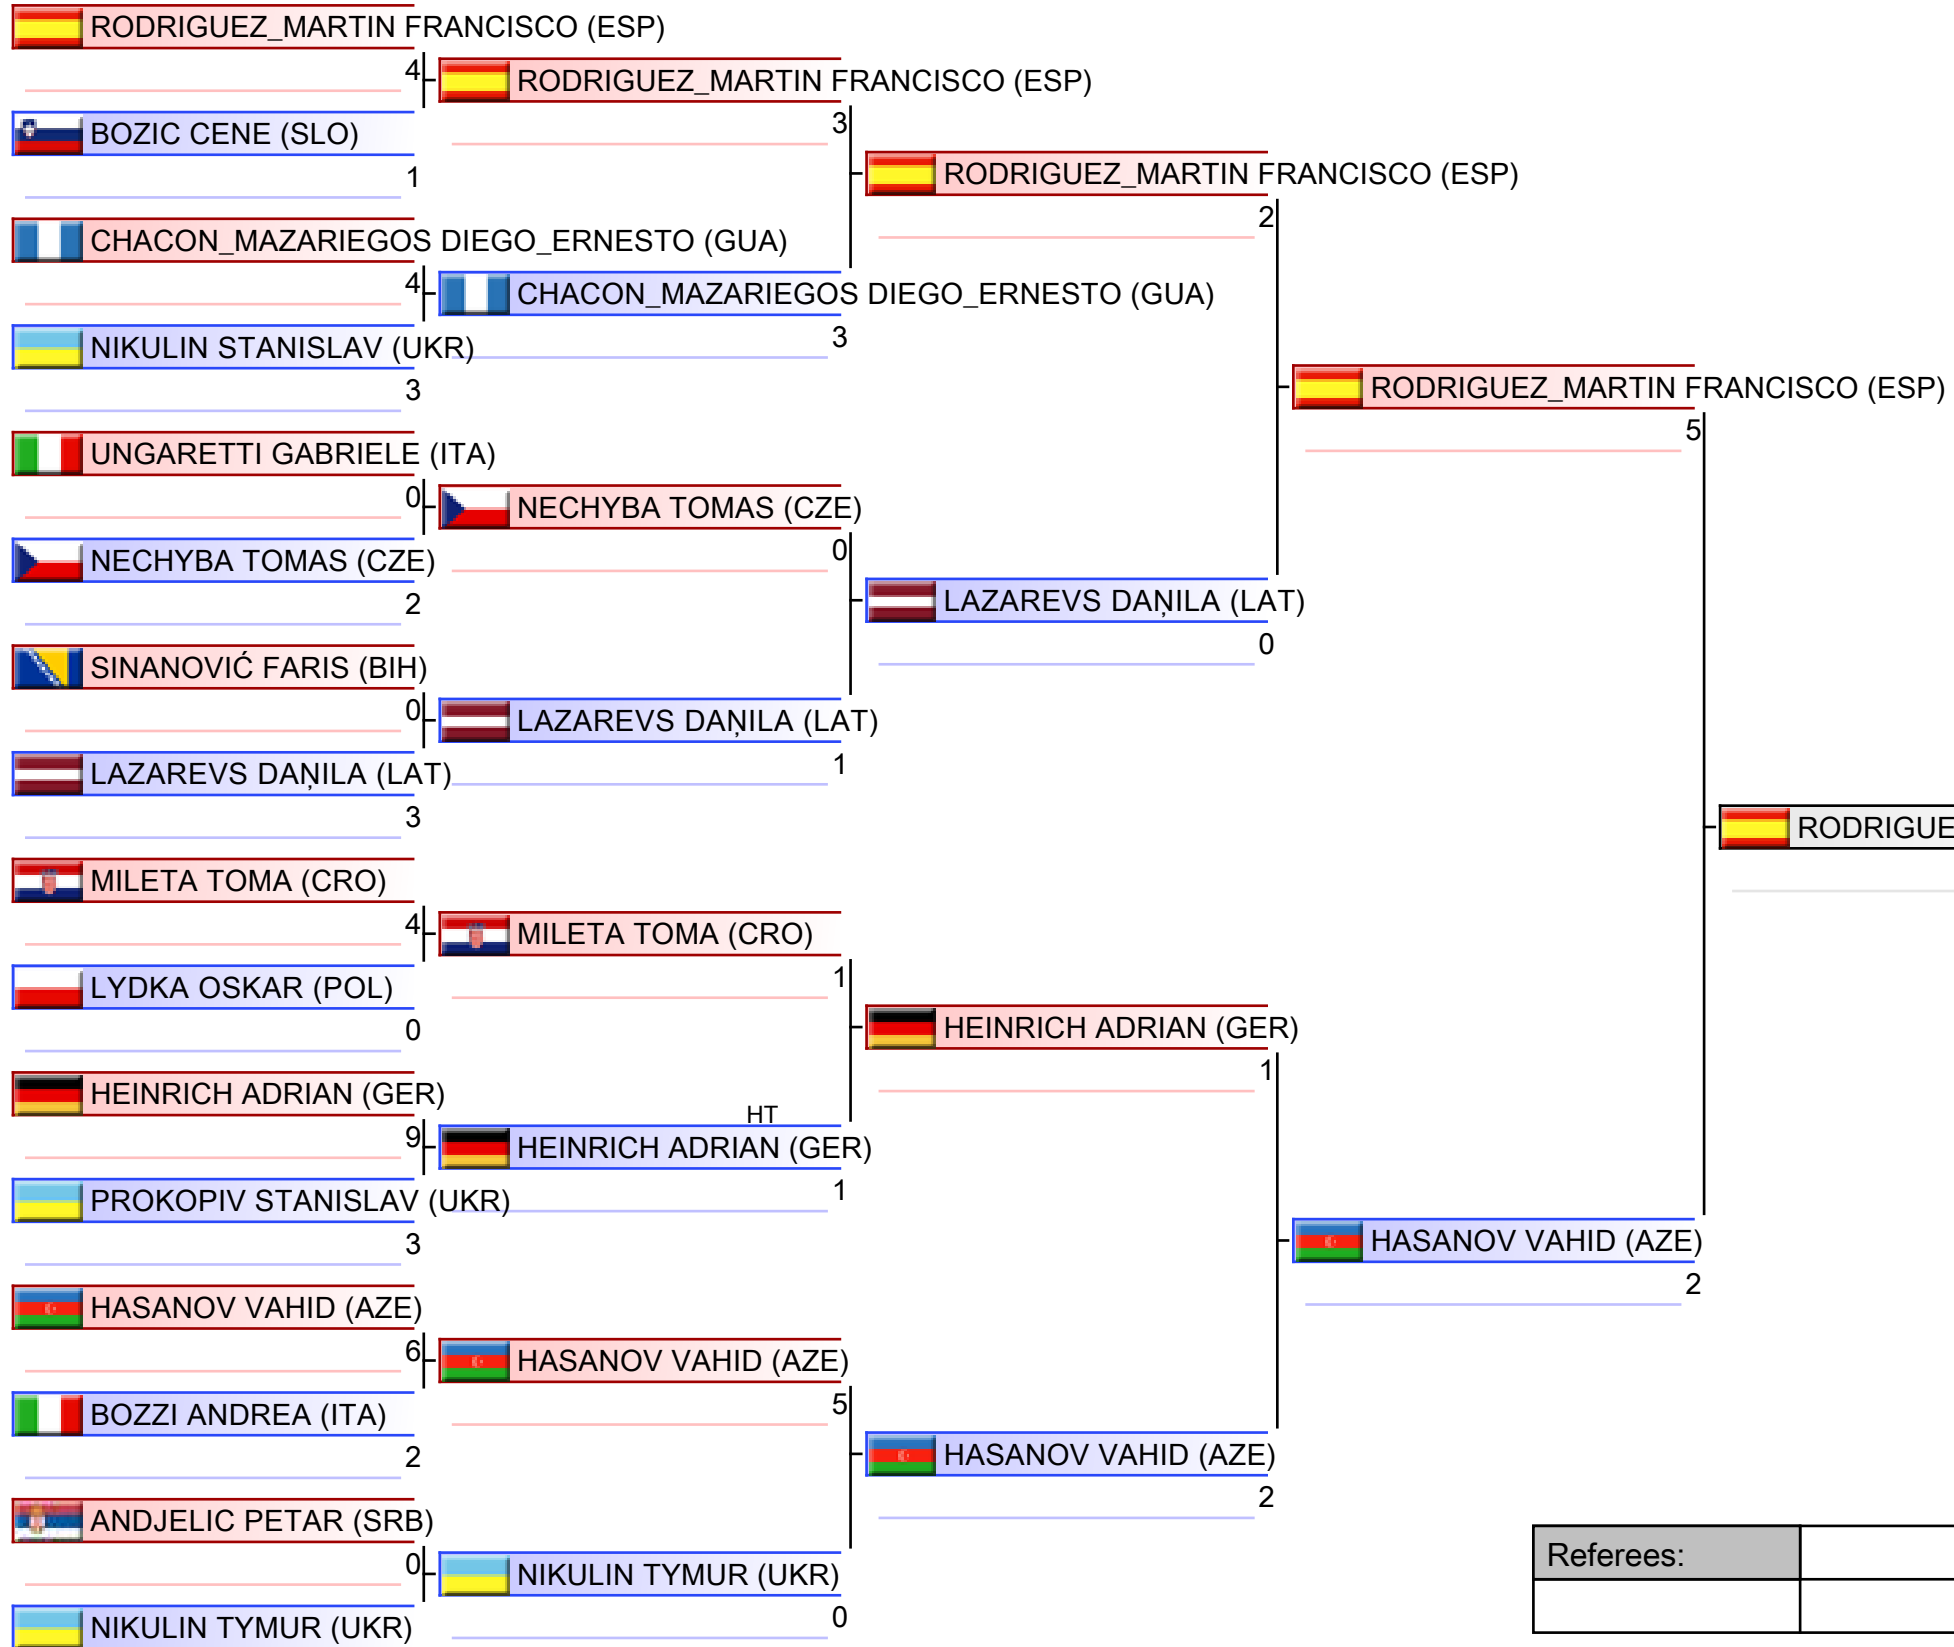 RODRIGUEZ_MARTIN FRANCISCO (ESP)
4
RODRIGUEZ_MARTIN FRANCISCO (ESP)
BOZIC CENE (SLO)
3
1
RODRIGUEZ_MARTIN FRANCISCO (ESP)
2
CHACON_MAZARIEGOS DIEGO_ERNESTO (GUA)
4
CHACON_MAZARIEGOS DIEGO_ERNESTO (GUA)
NIKULIN STANISLAV (UKR)
3
3
RODRIGUEZ_MARTIN FRANCISCO (ESP)
5
UNGARETTI GABRIELE (ITA)
0
NECHYBA TOMAS (CZE)
NECHYBA TOMAS (CZE)
0
2
LAZAREVS DAŅILA (LAT)
0
SINANOVIĆ FARIS (BIH)
0
LAZAREVS DAŅILA (LAT)
LAZAREVS DAŅILA (LAT)
1
3
RODRIGUE
MILETA TOMA (CRO)
4
MILETA TOMA (CRO)
LYDKA OSKAR (POL)
1
0
HEINRICH ADRIAN (GER)
1
HEINRICH ADRIAN (GER)
HT
9
HEINRICH ADRIAN (GER)
PROKOPIV STANISLAV (UKR)
1
3
HASANOV VAHID (AZE)
2
HASANOV VAHID (AZE)
6
HASANOV VAHID (AZE)
BOZZI ANDREA (ITA)
5
2
HASANOV VAHID (AZE)
2
ANDJELIC PETAR (SRB)
0
NIKULIN TYMUR (UKR)
NIKULIN TYMUR (UKR)
0
Referees: